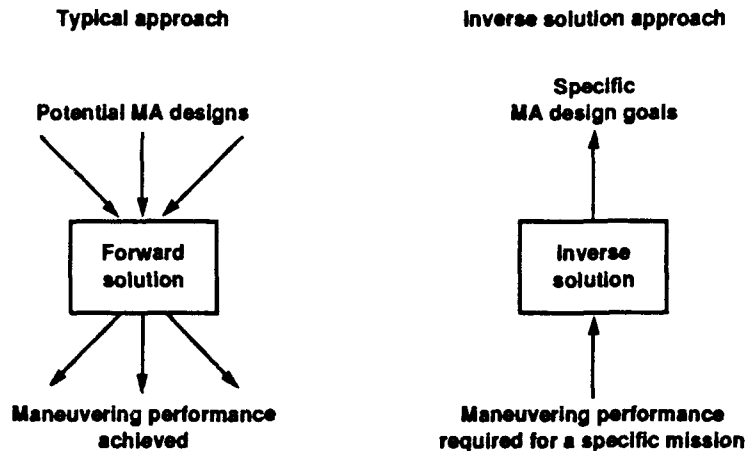 Typical approach
Potential MA designs
Forward
solution
Maneuvering performance
achieved
Inverse solution approach
Specific
MA design goals
Inverse
solution
Maneuvering performance
required for a specific mission